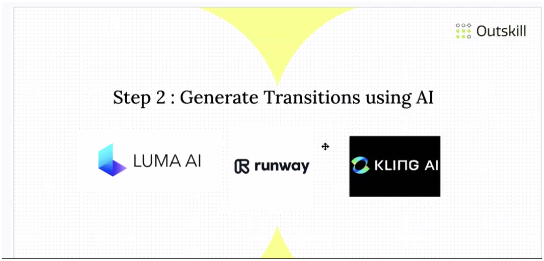 Outskill
Step 2 : Generate Transitions using AI
LUMA AI
runway
KLING AI